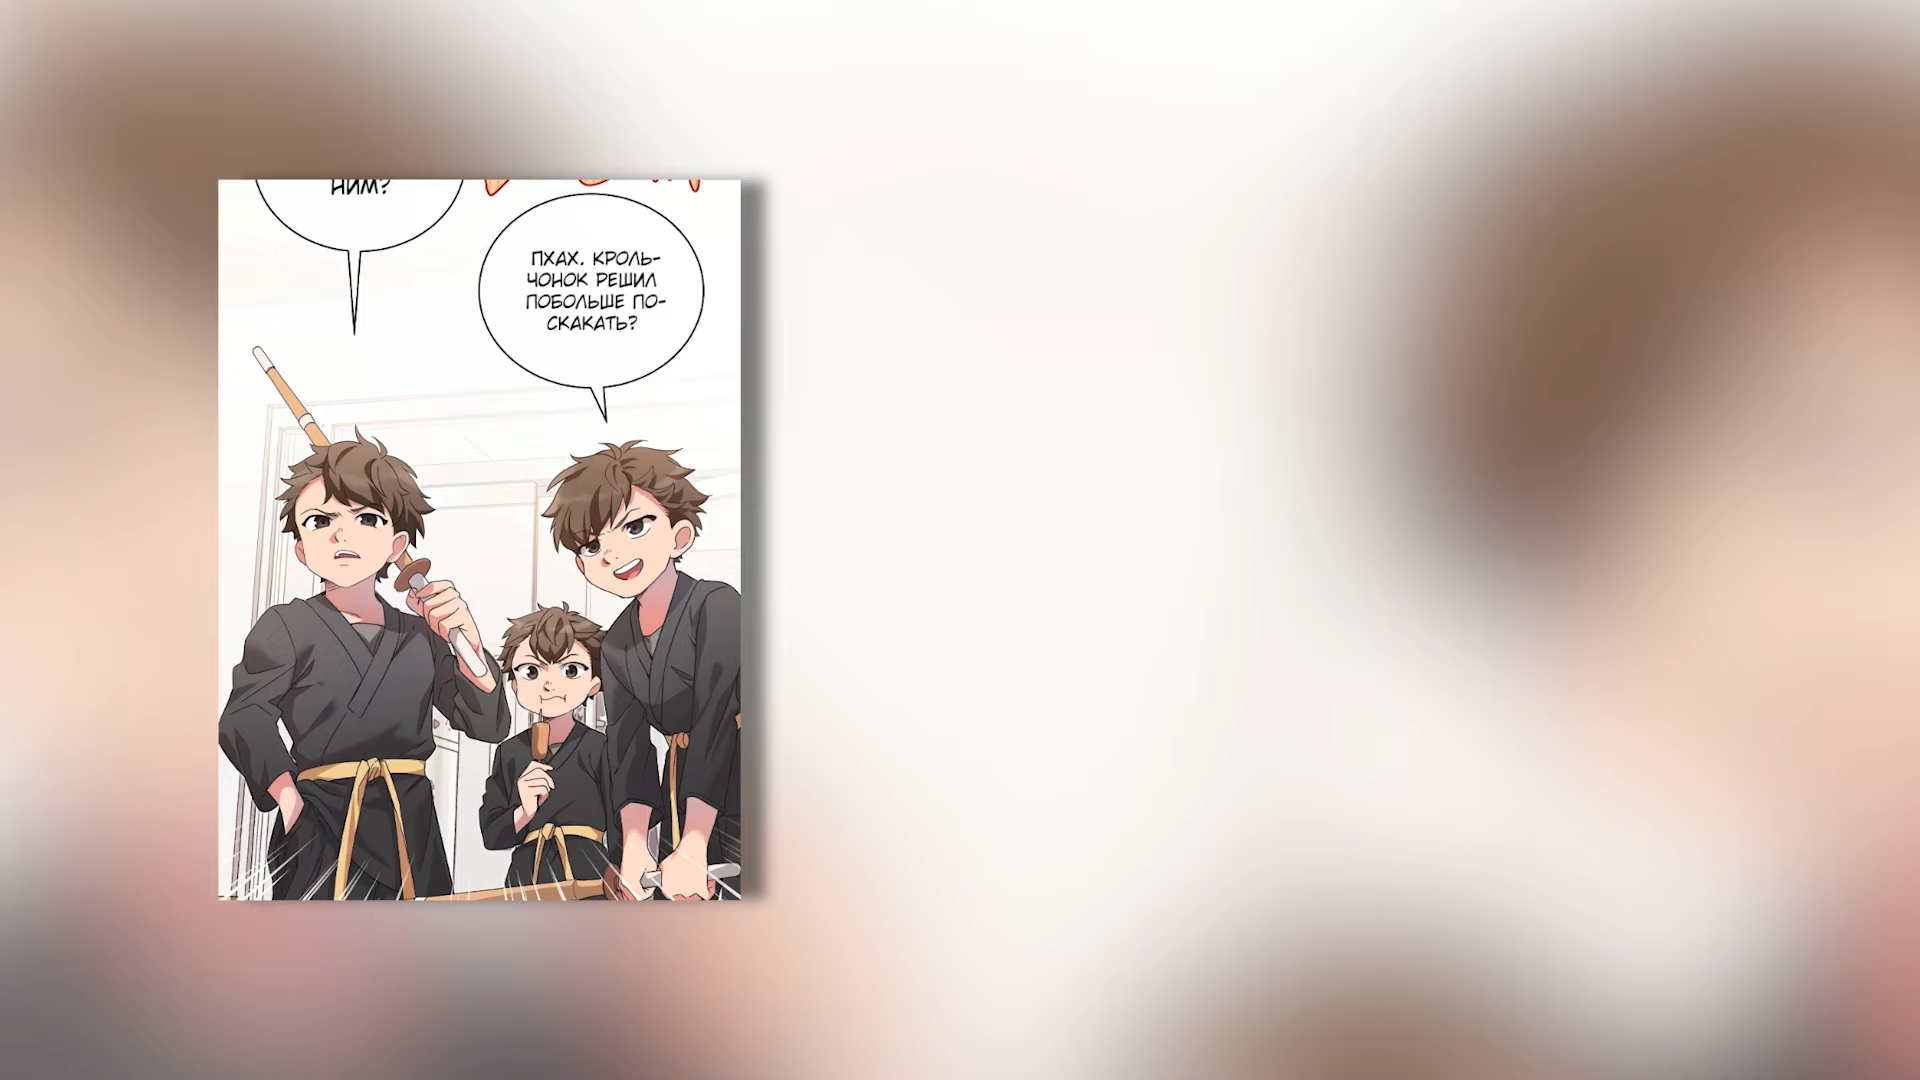 НИМ?
ПХАХ. КРОЛЬ-
ЧОНОК РЕШИЛ
ПОБОЛЬШЕ ПО-
СКАКАТЬ?